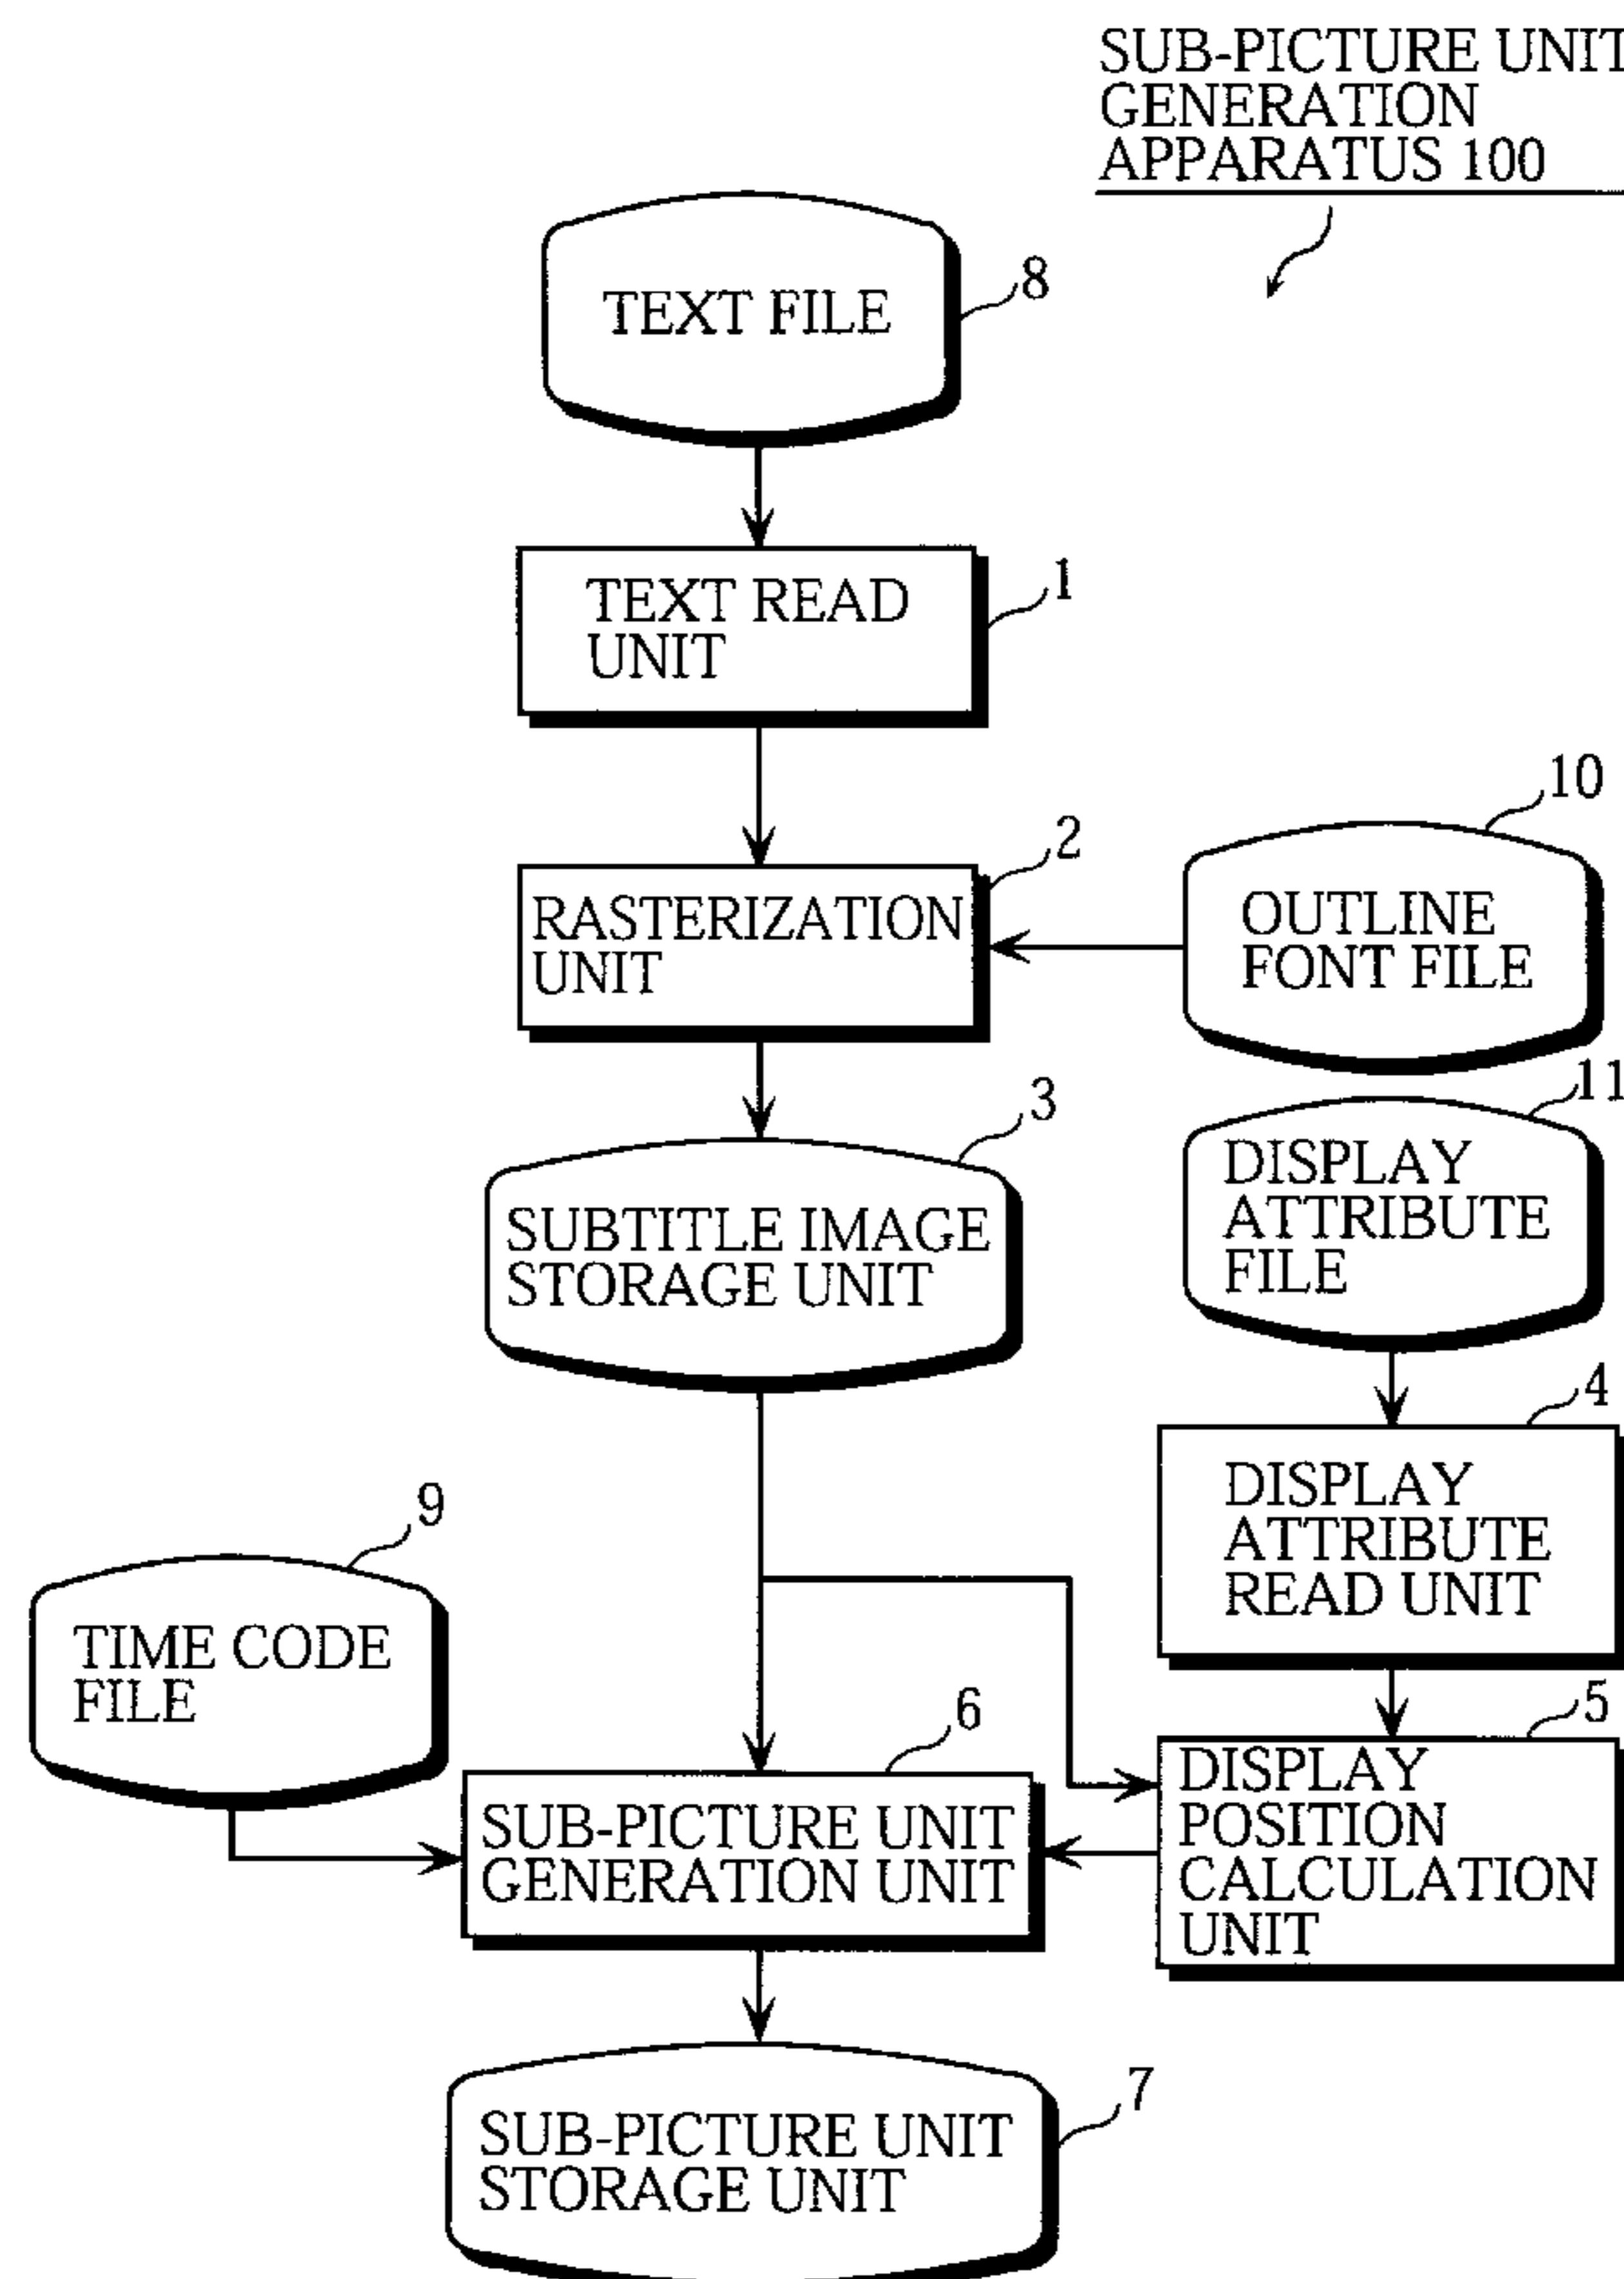 SUB-PICTURE UNIT
GENERATION
APPARATUS 100
8
TEXT FILE
1
TEXT READ
UNIT
10
2
OUTLINE
FONT FILE
RASTERIZATION
UNIT
11
3
DISPLAY
ATTRIBUTE
FILE
SUBTITLE IMAGE
STORAGE UNIT
4
DISPLAY
ATTRIBUTE
READ UNIT
9
TIME CODE
FILE
5
6
DISPLAY
POSITION
CALCULATION
UNIT
SUB-PICTURE UNIT
GENERATION UNIT
7
SUB-PICTURE UNIT
STORAGE UNIT